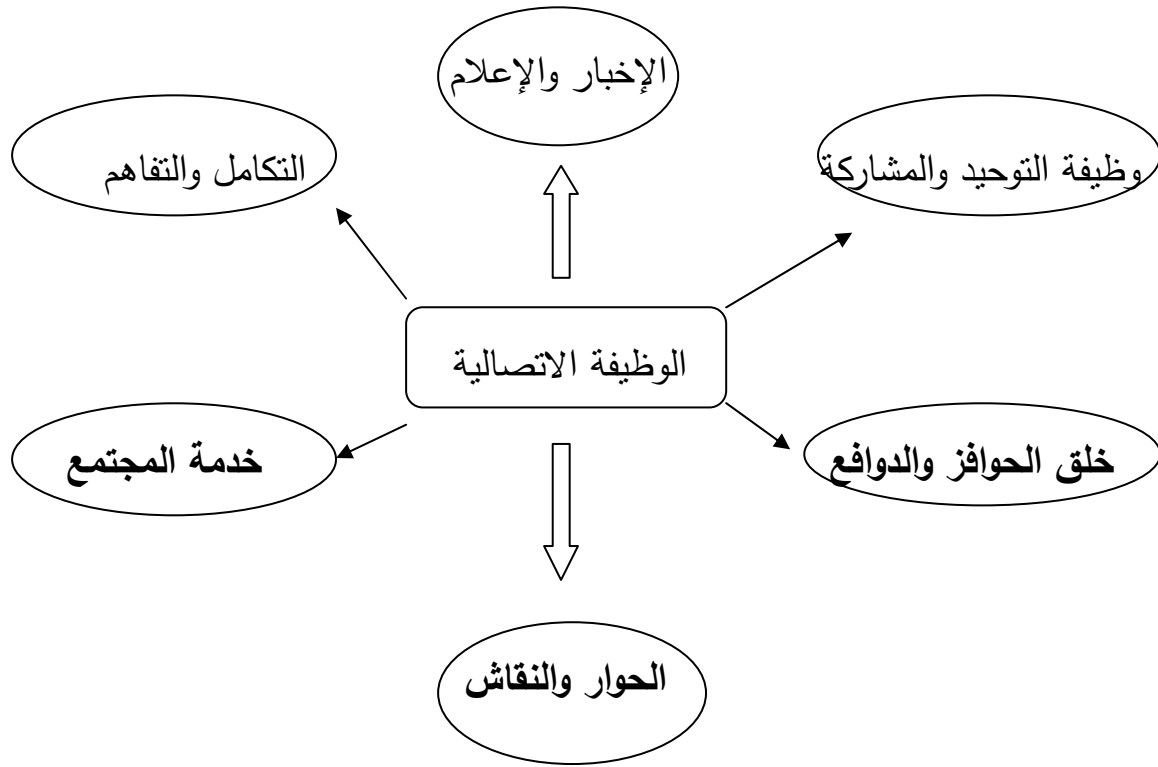 الإخبار والإعلام
وظيفة التوحيد والمشاركة
التكامل والتفاهم
الوظيفة الاتصالية
خلق الحوافز والدوافع
خدمة المجتمع
الحوار والنقاش